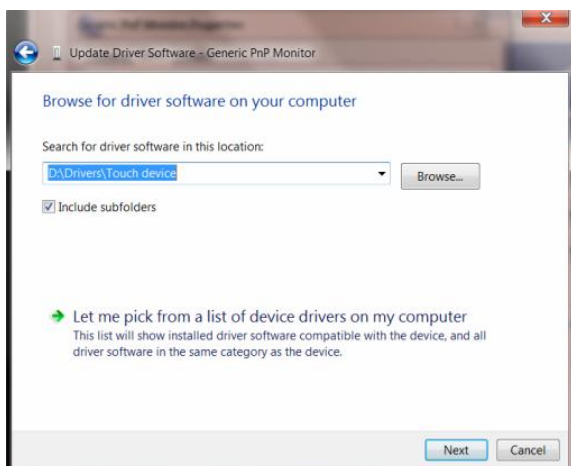 Update Driver Software - Generic PnP Monitor
Browse for driver software on your computer
Search for driver software in this location:
D:\Drivers\Touch device
Browse...
Include subfolders
Let me pick from a list of device drivers on my computer
This list will show installed driver software compatible with the device, and all
driver software in the same category as the device.
Next Cancel